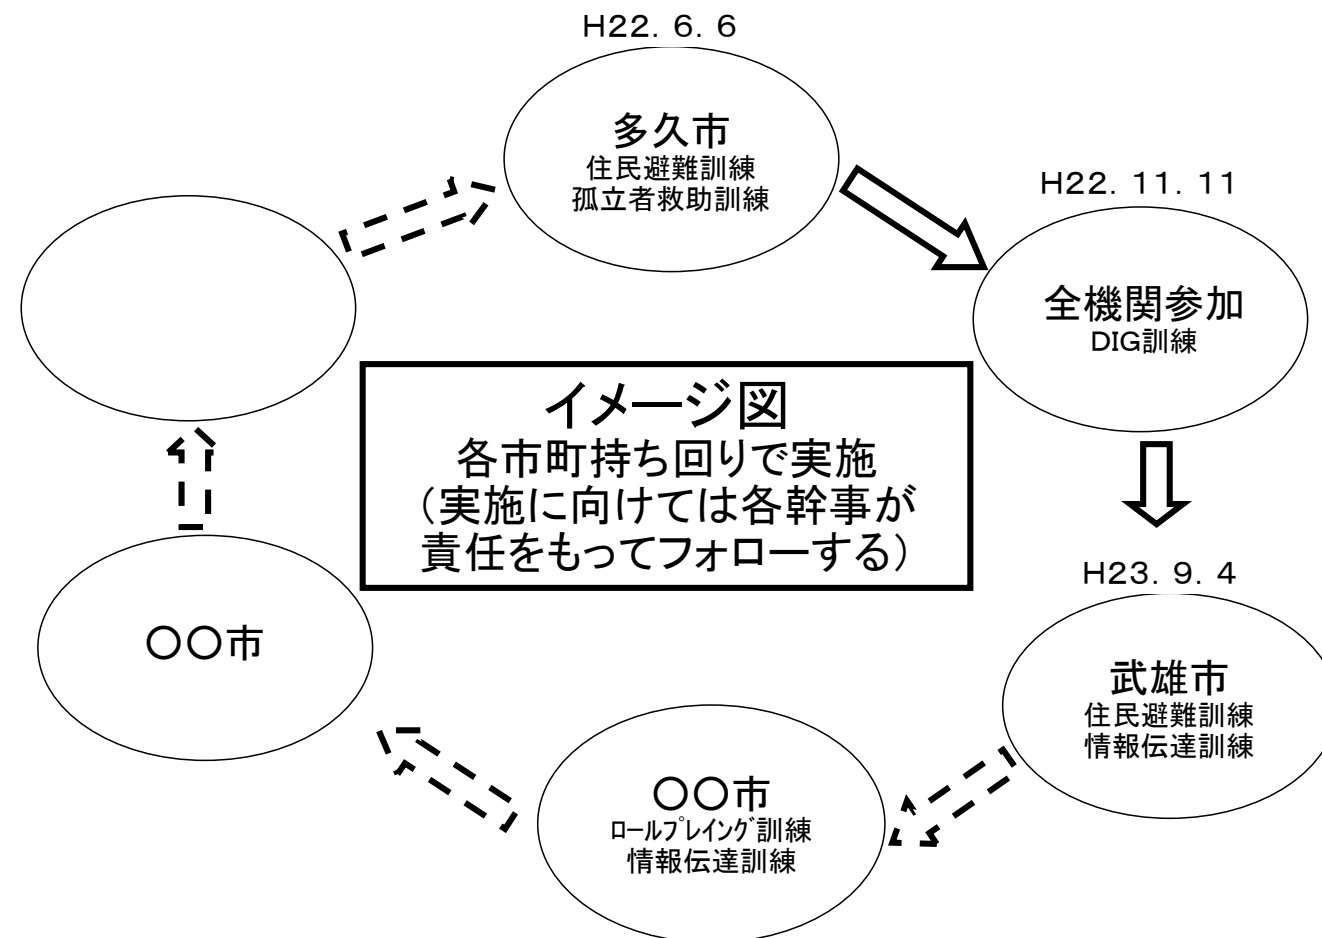 H22. 6. 6
多久市
住民避難訓練
孤立者救助訓練
H22. 11. 11
全機関参加
DIG訓練
イメージ図
各市町持ち回りで実施
(実施に向けては各幹事が
責任をもってフォローする)
H23. 9. 4
武雄市
住民避難訓練
情報伝達訓練
〇〇市
ﾛｰﾙﾌﾟﾚｲﾝｸﾞ訓練
情報伝達訓練
〇〇市